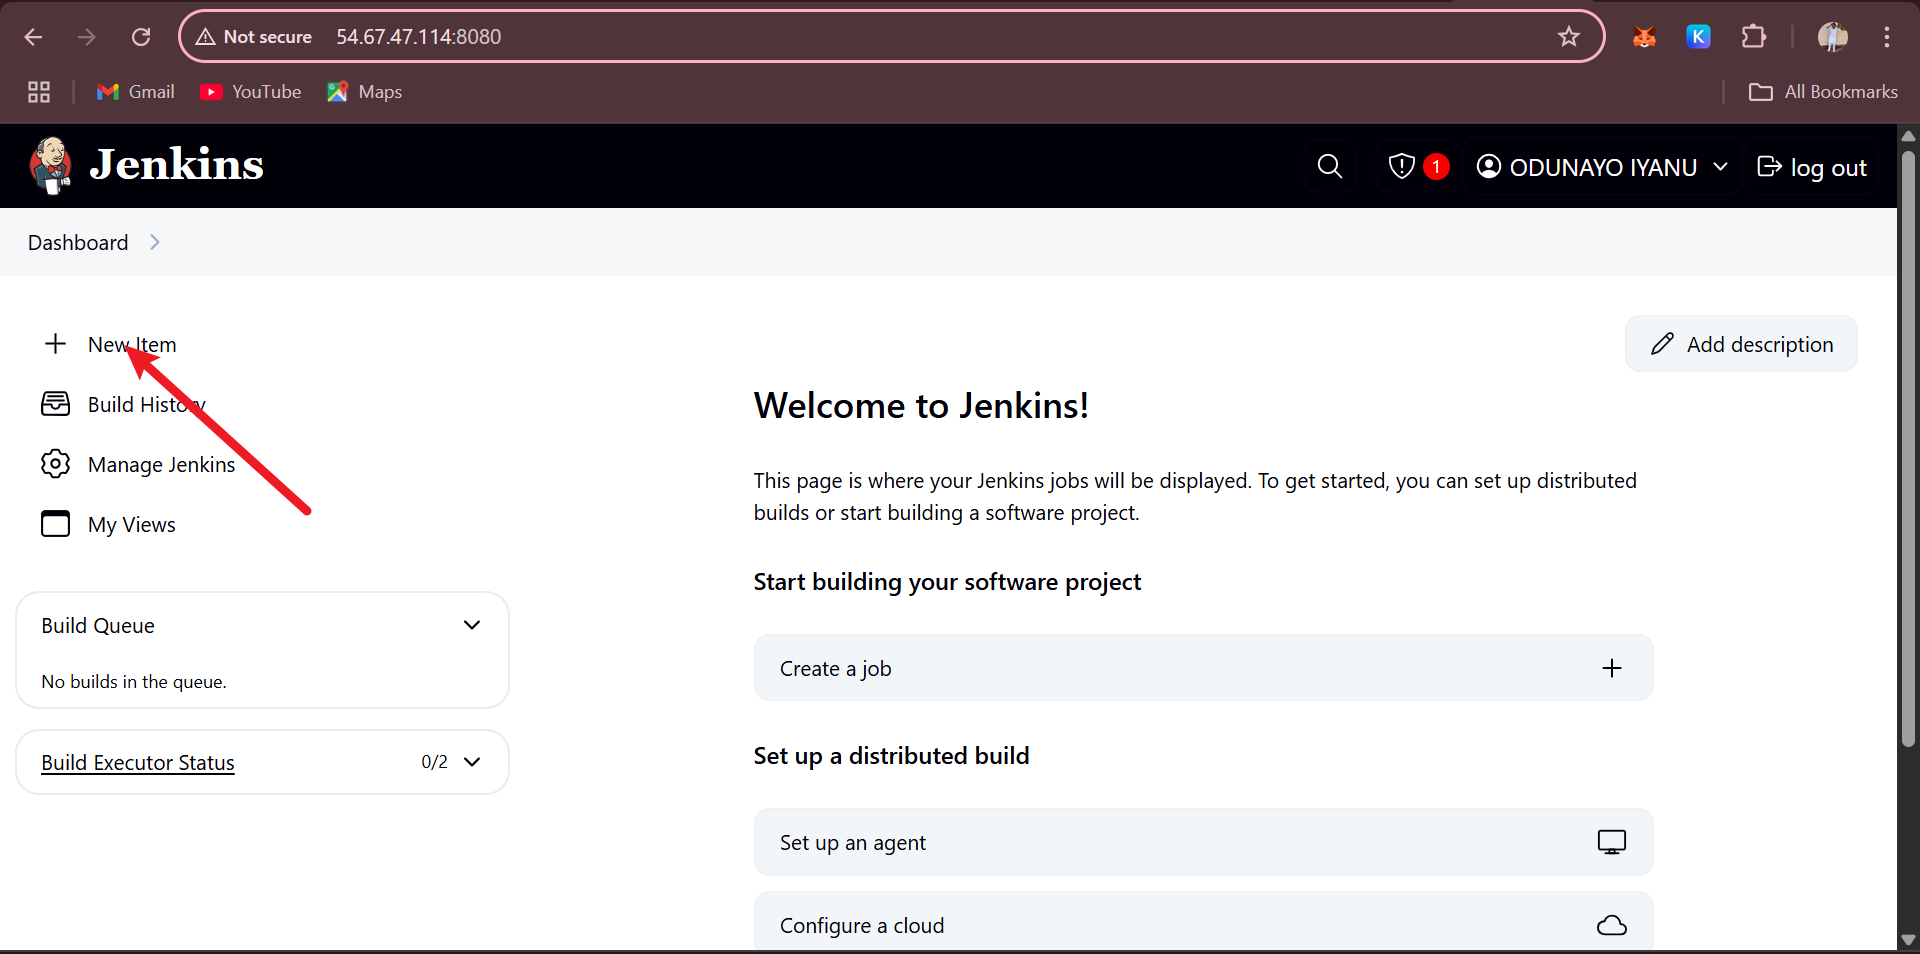 Not secure 54.67.47.114:8080
K
Gmail YouTube Maps All Bookmarks
Jenkins 1 ODUNAYO IYANU log out
Dashboard
New Item
Add description
Build History
Manage Jenkins
My Views
Welcome to Jenkins!
This page is where your Jenkins jobs will be displayed. To get started, you can set up distributed
builds or start building a software project.
Start building your software project
Build Queue
No builds in the queue.
Create a job
Build Executor Status 0/2
Set up a distributed build
Set up an agent
Configure a cloud